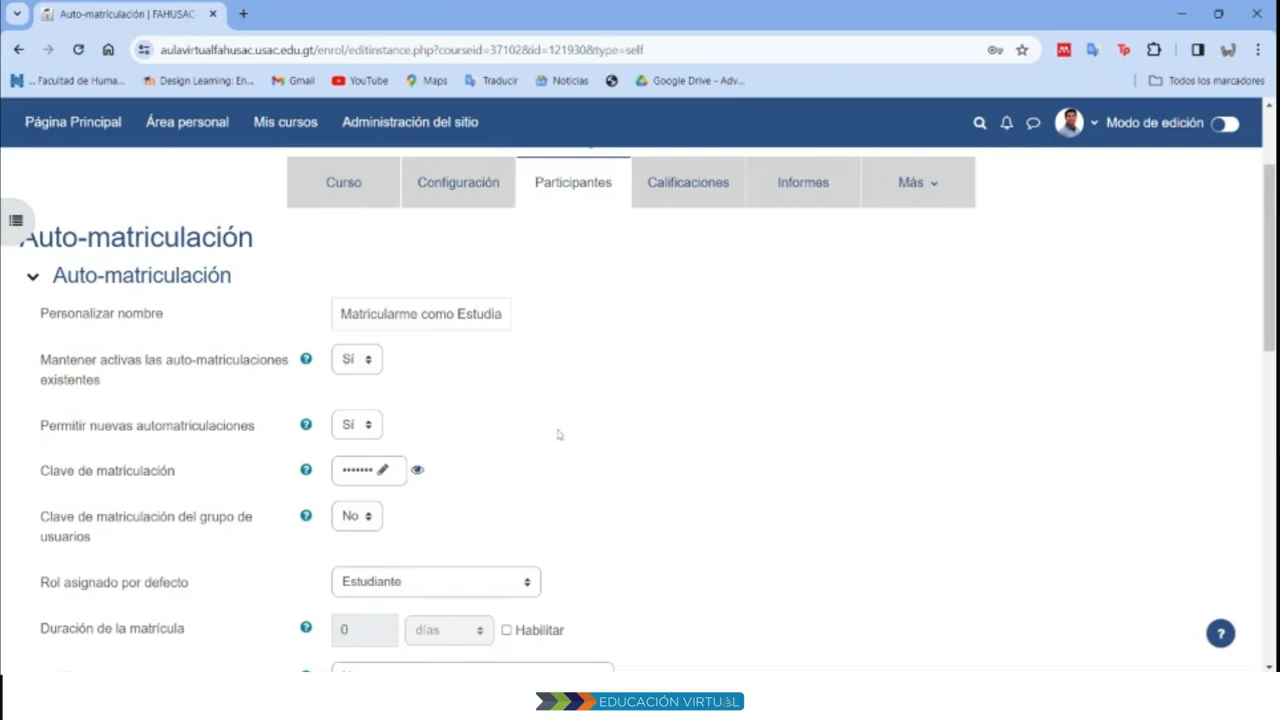 Auto-matriculación | FAHUSAC
aulavirtualfahusac.usac.edu.gt/enrol/editinstance.php?courseid=37102&id=121930&type=self
.. Facultad de Huma... Design Learning: En... Gmail YouTube Maps Traducir Noticias Google Drive - Adv... Todos los marcadores
Página Principal Área personal Mis cursos Administración del sitio Modo de edición
Curso Configuración Participantes Calificaciones Informes Más
Auto-matriculación
Auto-matriculación
Personalizar nombre Matricularme como Estudia
Mantener activas las auto-matriculaciones Sí
existentes
Permitir nuevas automatriculaciones Sí
Clave de matriculación •••••••
Clave de matriculación del grupo de No
usuarios
Rol asignado por defecto Estudiante
Duración de la matrícula 0 días Habilitar
?
EDUCACIÓN VIRTUAL